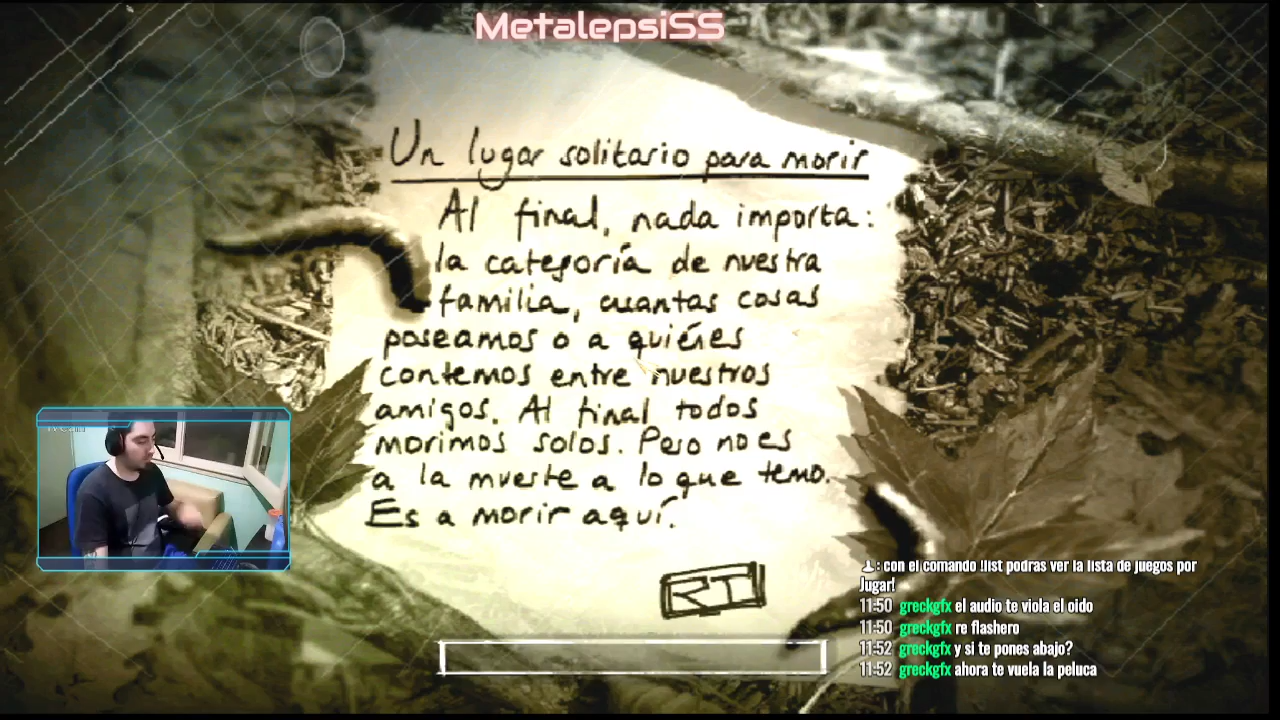 MetalepsiSS
Un lugar solitario para morir
Al final, nada importa:
la categoría de nuestra
familia, cuantas cosas
poseamos o a quiénes
contemos entre nuestros
amigos. Al final todos
morimos solos. Pero no es
a la muerte a lo que temo.
Es a morir aquí.
RT
: con el comando !list podras ver la lista de juegos por
Jugar!
11:50 greckgfx el audio te viola el oido
11:50 greckgfx re flashero
11:52 greckgfx y si te pones abajo?
11:52 greckgfx ahora te vuela la peluca